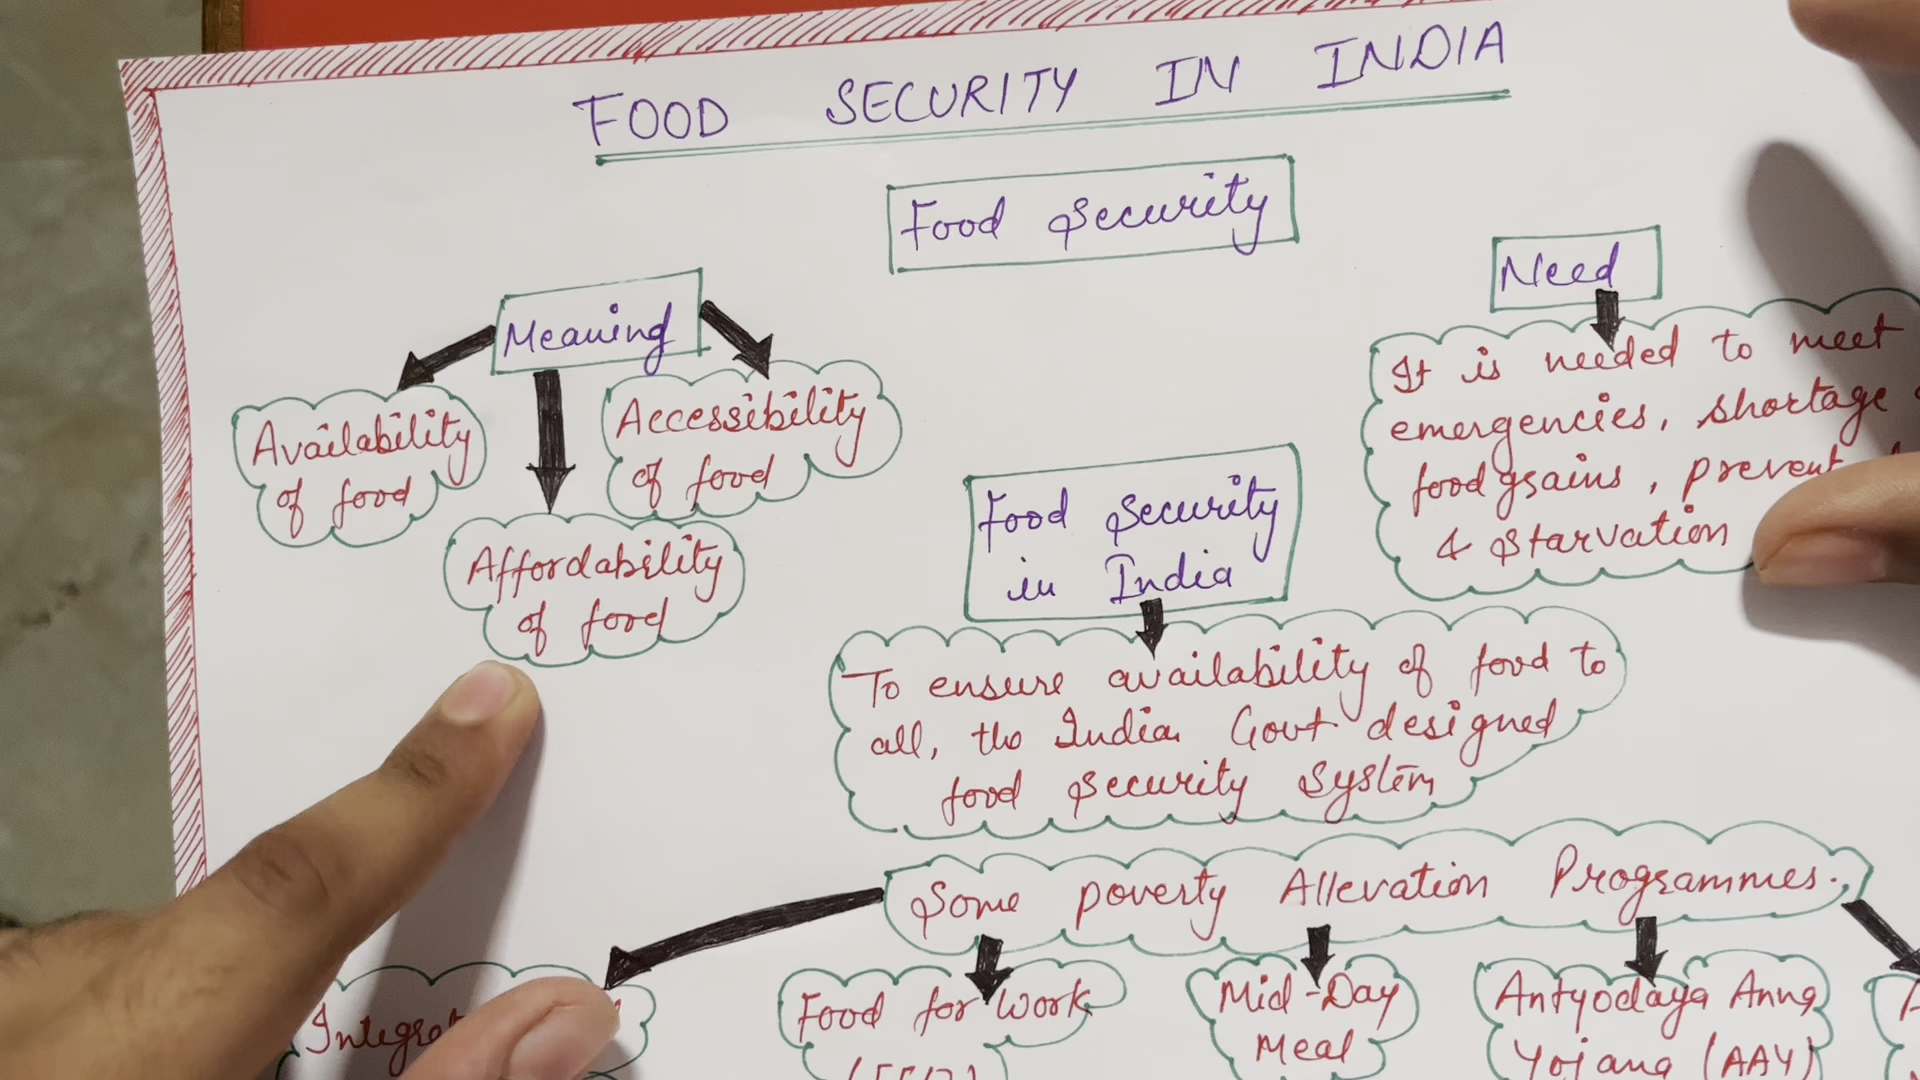 FOOD SECURITY IN INDIA
Food Security
Meaning
Availability
of food
Accessibility
of food
Affordability
of food
Need
It is needed to meet
emergencies, shortage
foodgrains, prevent
& starvation
Food Security
in India
To ensure availability of food to
all, the India Govt designed
food security system
Some poverty Allevation Programmes.
Food for Work
Mid-Day
Meal
Antyodaya Anna
Yojana (AAY)